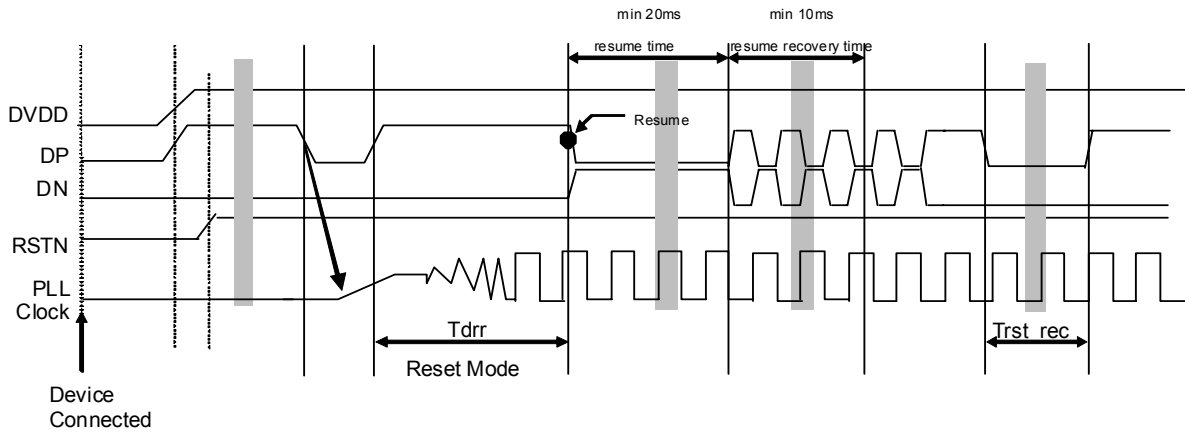 min 20ms
min 10ms
resume time
resume recovery time
DVDD
Resume
DP
DN
RSTN
PLL
Clock
Tdrr
Trst_rec
Reset Mode
Device
Connected